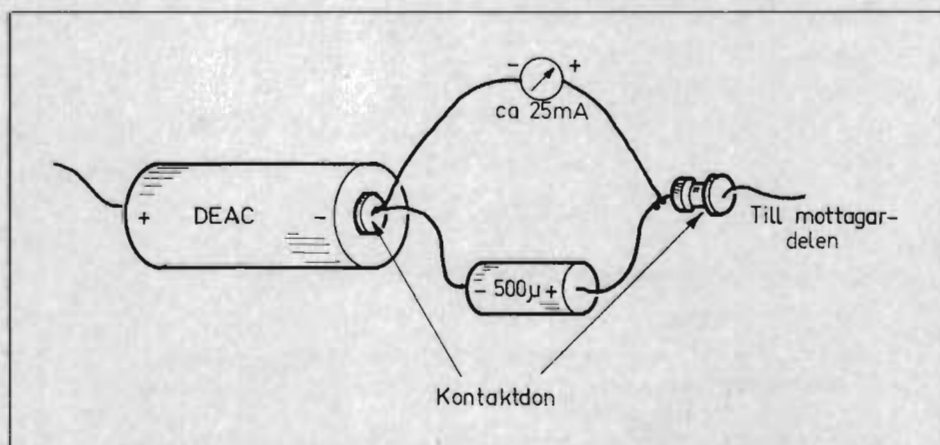 - +
ca 25mA
+ DEAC -
Till mottagar-
delen
- 500µ +
Kontaktdon